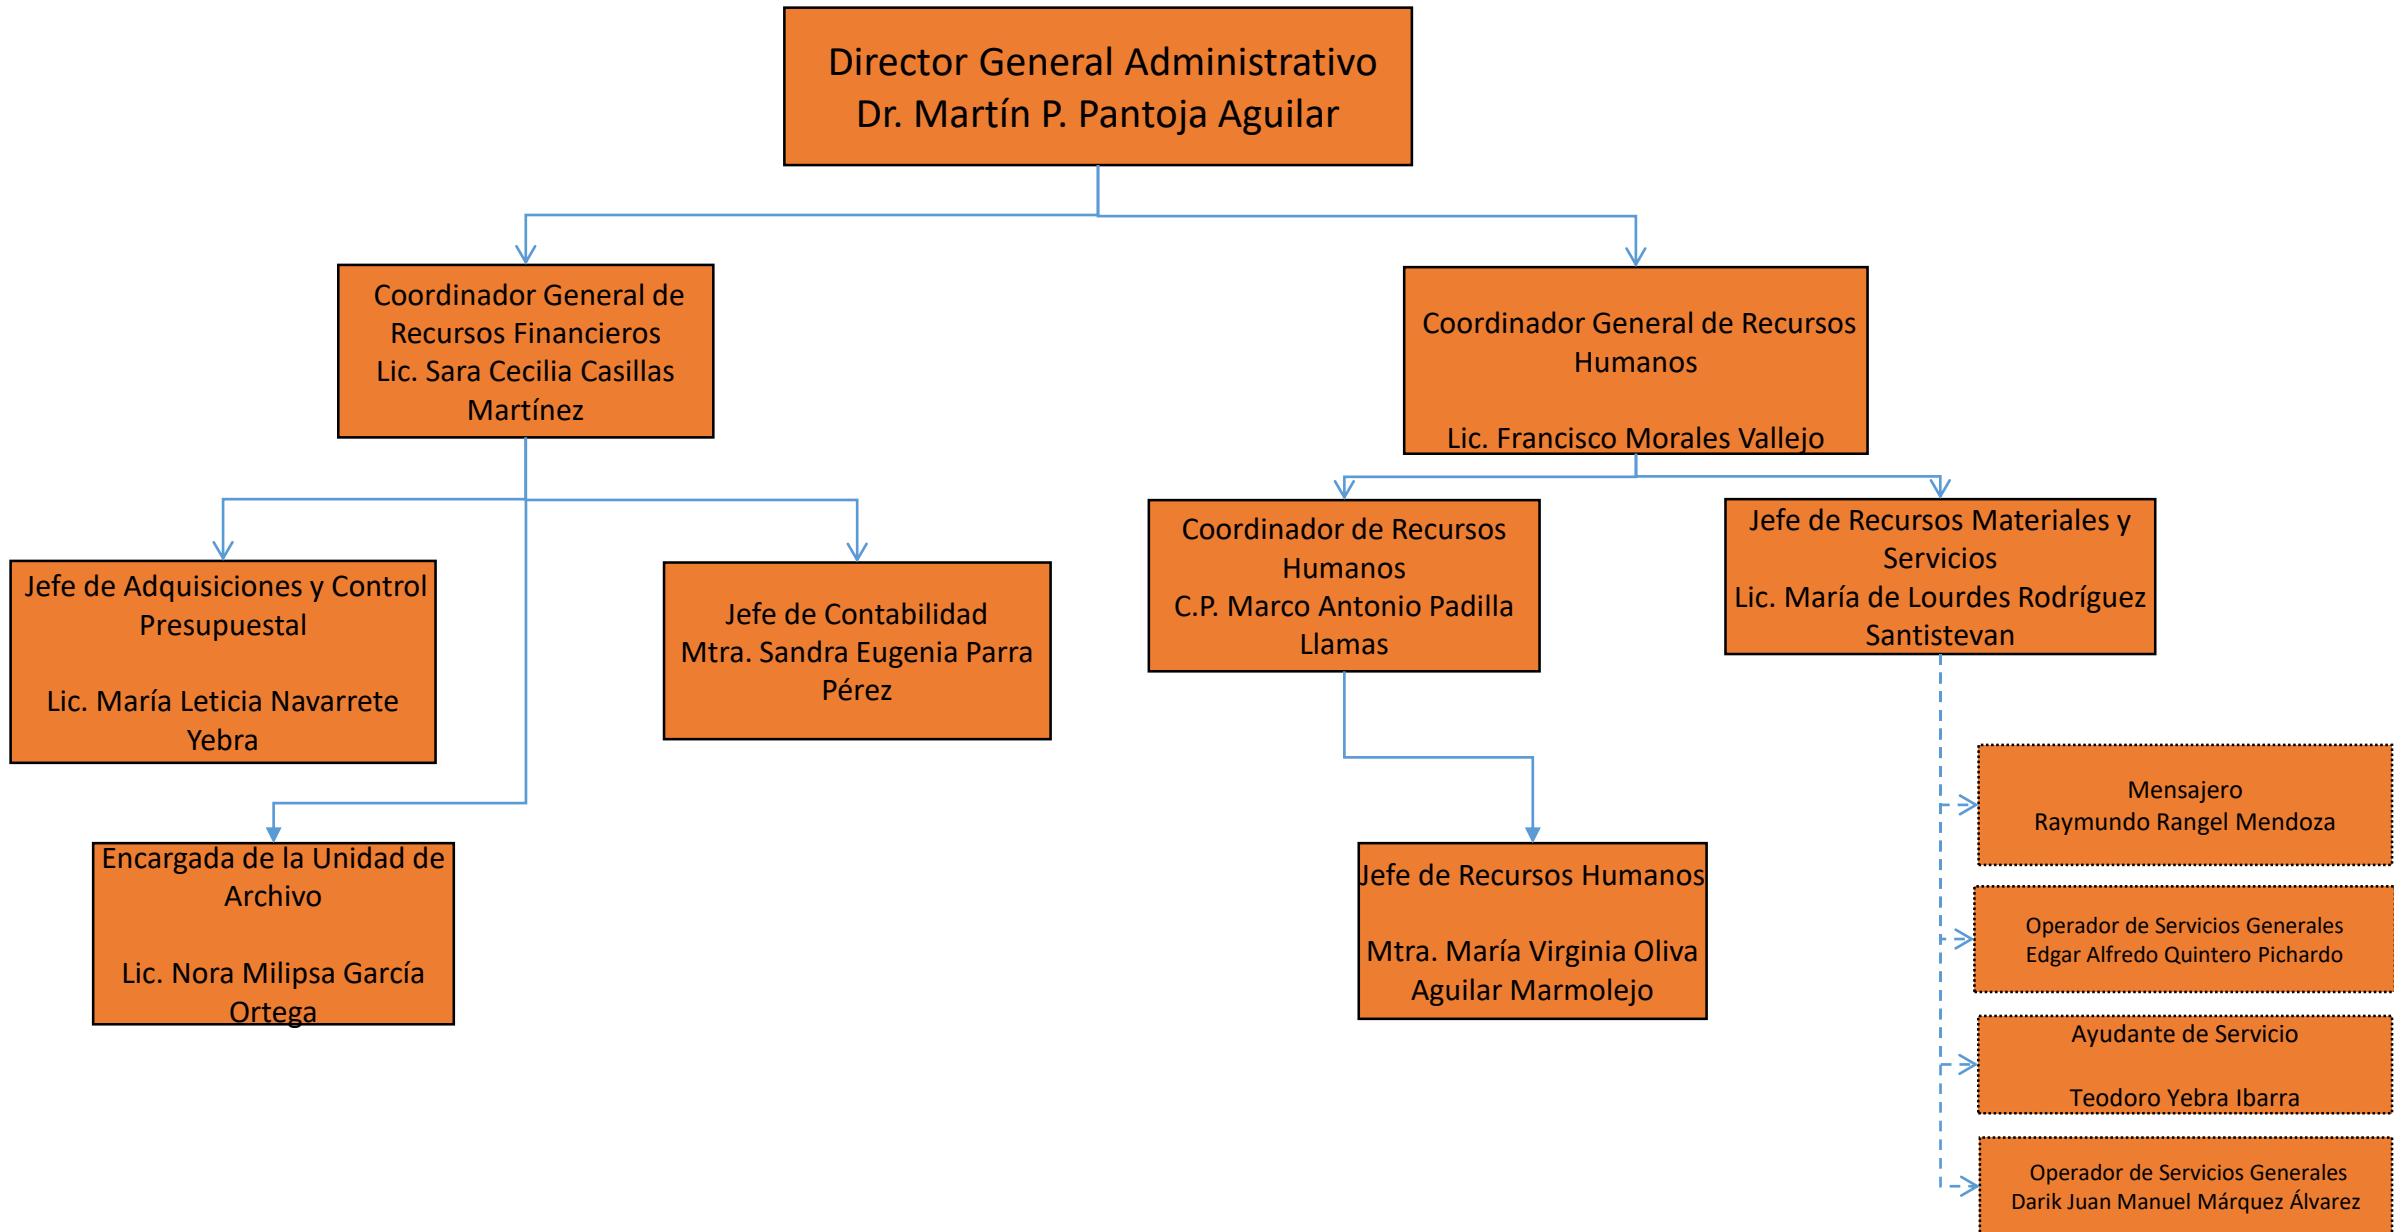 Director General Administrativo
Dr. Martín P. Pantoja Aguilar
Coordinador General de
Recursos Financieros
Lic. Sara Cecilia Casillas
Martínez
Coordinador General de Recursos
Humanos
Lic. Francisco Morales Vallejo
Jefe de Adquisiciones y Control
Presupuestal
Lic. María Leticia Navarrete
Yebra
Jefe de Contabilidad
Mtra. Sandra Eugenia Parra
Pérez
Coordinador de Recursos
Humanos
C.P. Marco Antonio Padilla
Llamas
Jefe de Recursos Materiales y
Servicios
Lic. María de Lourdes Rodríguez
Santistevan
Encargada de la Unidad de
Archivo
Lic. Nora Milipsa García
Ortega
Jefe de Recursos Humanos
Mtra. María Virginia Oliva
Aguilar Marmolejo
Mensajero
Raymundo Rangel Mendoza
Operador de Servicios Generales
Edgar Alfredo Quintero Pichardo
Ayudante de Servicio
Teodoro Yebra Ibarra
Operador de Servicios Generales
Darik Juan Manuel Márquez Álvarez